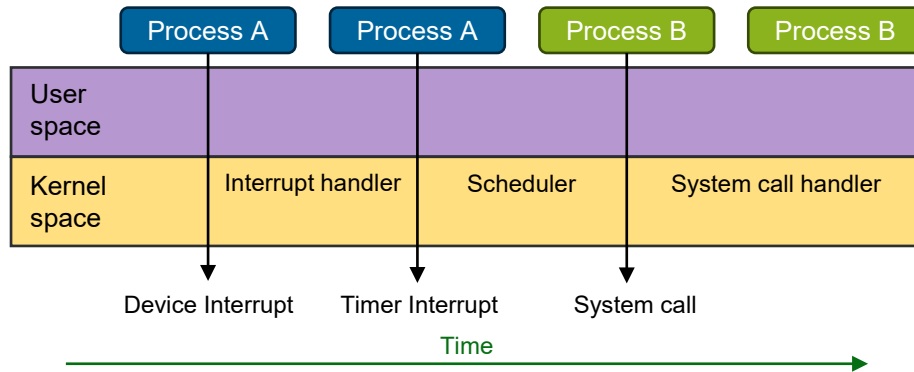 Process A
Process A
Process B
Process B
User
space
Kernel
space
Interrupt handler
Scheduler
System call handler
Device Interrupt
Timer Interrupt
System call
Time